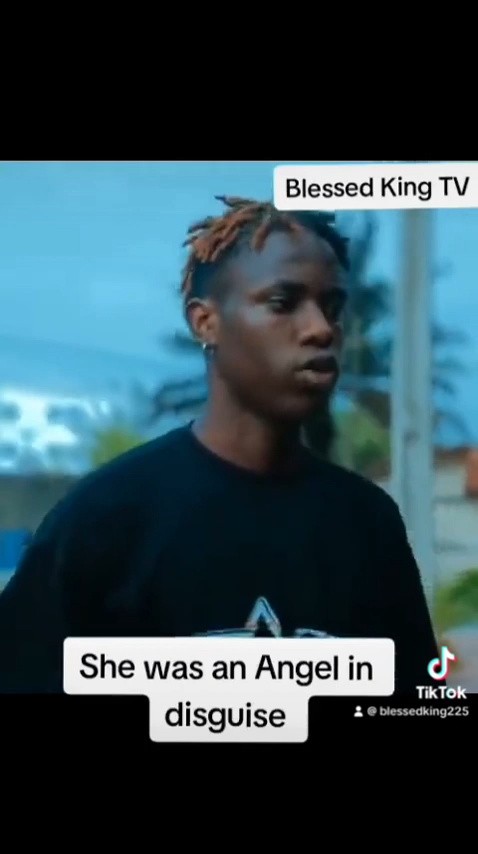 Blessed King TV
She was an Angel in
disguise
TikTok
@ blessedking225